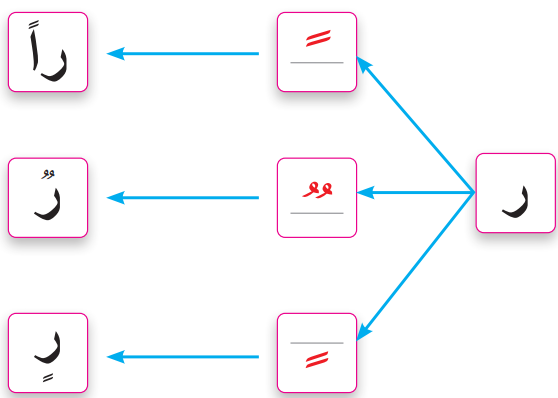 ر ً راً
ر ٌ رٌ
ٍ رٍ